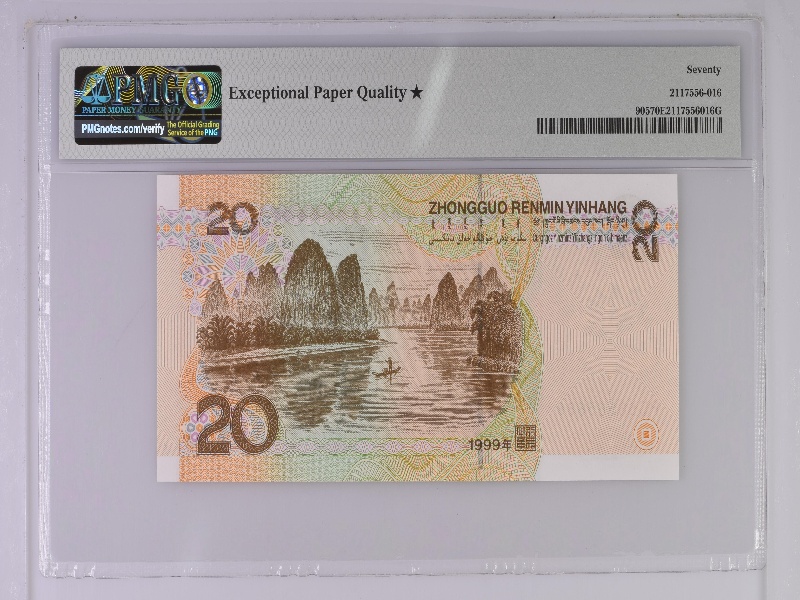 PMG
PAPER MONEY GUARANTY
PMGnotes.com/verify
The Official Grading
Service of the PNG
Exceptional Paper Quality ★
Seventy
2117556-016
90570E2117556016G
20
ZHONGGUO RENMIN YINHANG
20
20
1999年